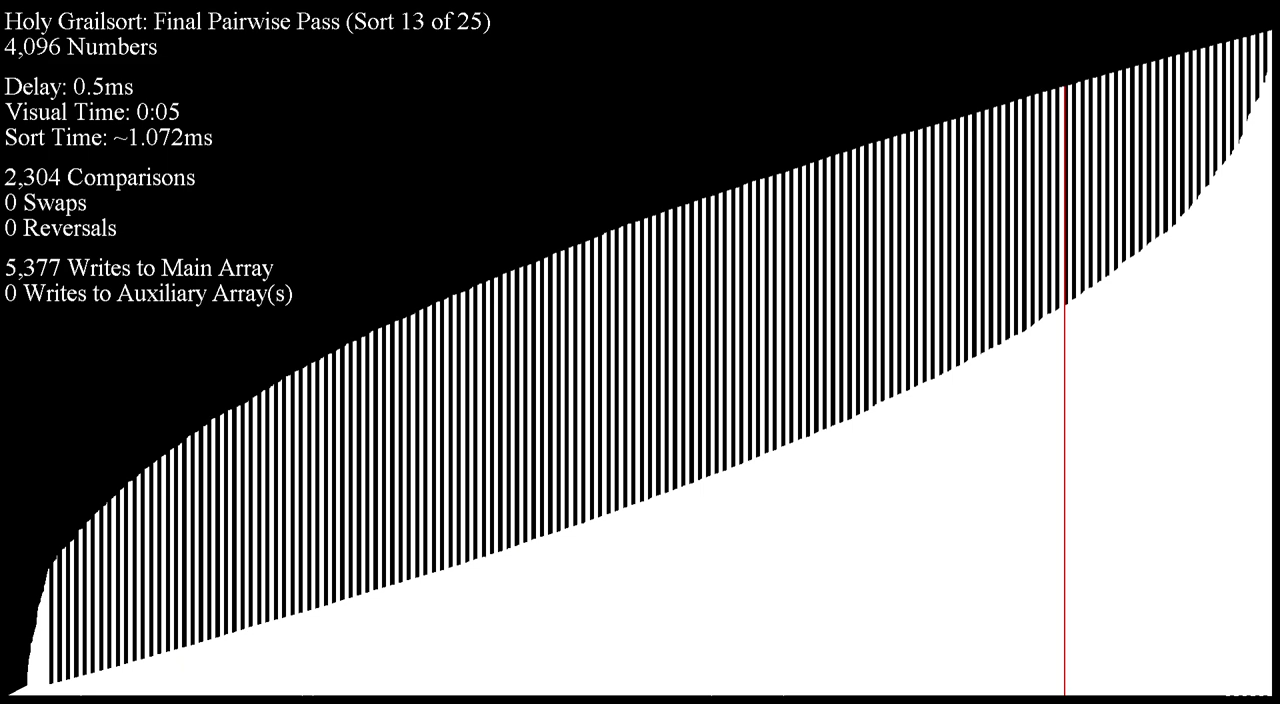 Holy Grailsort: Final Pairwise Pass (Sort 13 of 25)
4,096 Numbers
Delay: 0.5ms
Visual Time: 0:05
Sort Time: ~1.072ms
2,304 Comparisons
0 Swaps
0 Reversals
5,377 Writes to Main Array
0 Writes to Auxiliary Array(s)